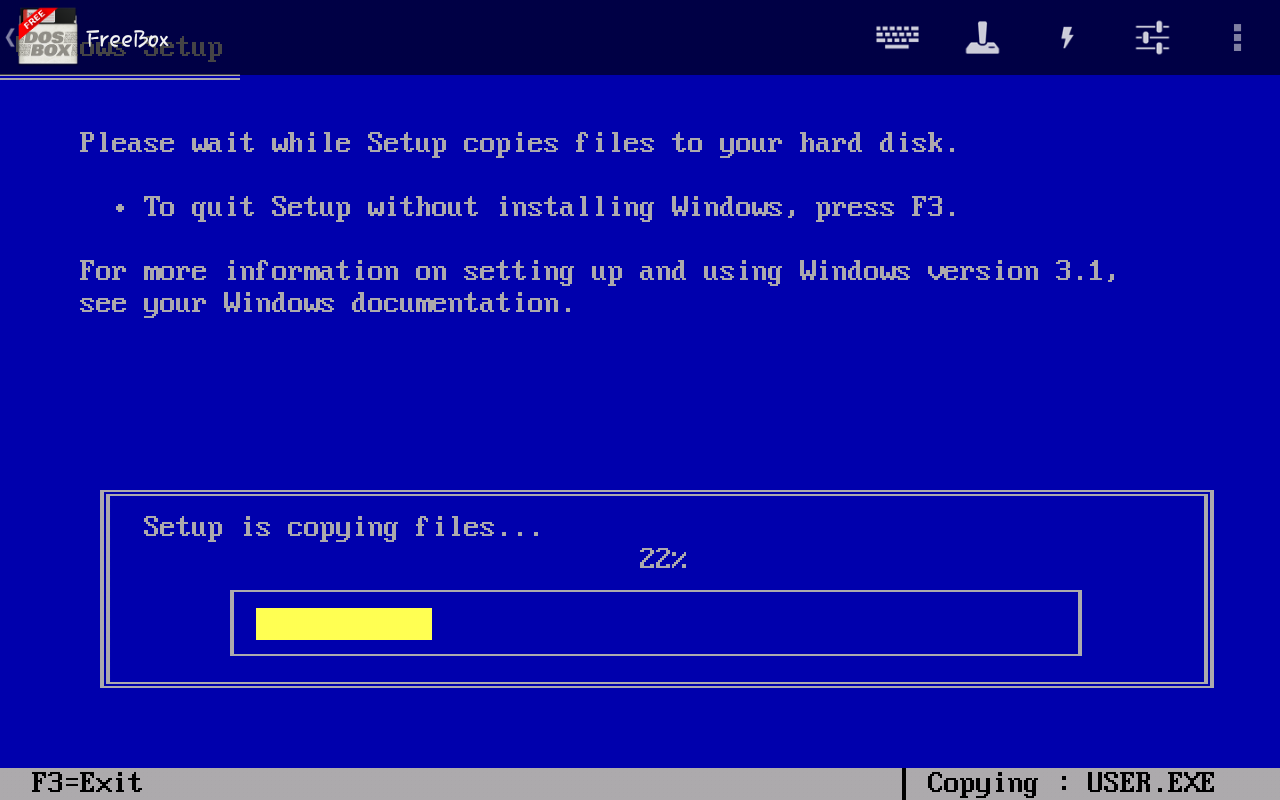 FREE
DOS
BOX
FreeBox
ows Setup
Please wait while Setup copies files to your hard disk.
• To quit Setup without installing Windows, press F3.
For more information on setting up and using Windows version 3.1,
see your Windows documentation.
Setup is copying files...
22%
F3=Exit
Copying : USER.EXE